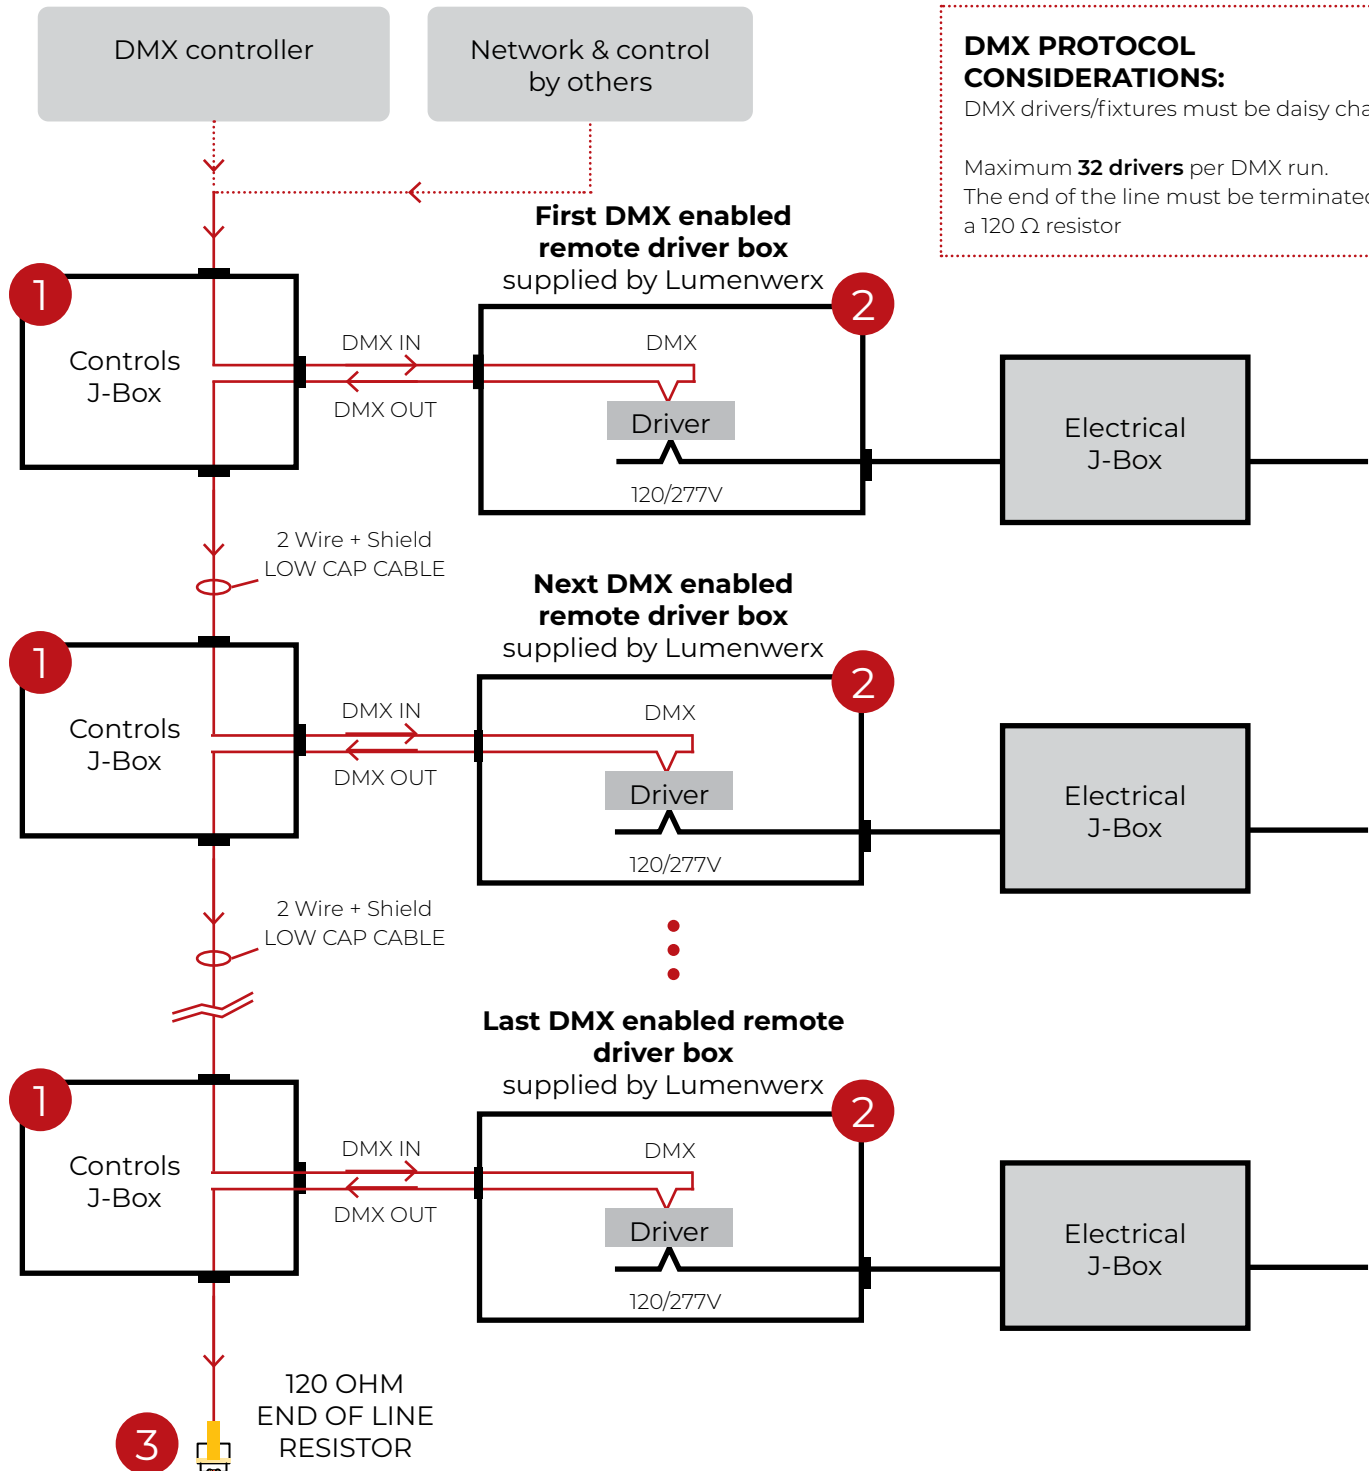 DMX controller
Network & control
by others
DMX PROTOCOL
CONSIDERATIONS:
DMX drivers/fixtures must be daisy cha
Maximum 32 drivers per DMX run.
The end of the line must be terminated
a 120 Ω resistor
First DMX enabled
remote driver box
supplied by Lumenwerx
1
2
Controls
J-Box
DMX IN
DMX OUT
DMX
Driver
120/277V
Electrical
J-Box
2 Wire + Shield
LOW CAP CABLE
Next DMX enabled
remote driver box
supplied by Lumenwerx
1
2
Controls
J-Box
DMX IN
DMX OUT
DMX
Driver
120/277V
Electrical
J-Box
2 Wire + Shield
LOW CAP CABLE
Last DMX enabled remote
driver box
supplied by Lumenwerx
1
2
Controls
J-Box
DMX IN
DMX OUT
DMX
Driver
120/277V
Electrical
J-Box
3
120 OHM
END OF LINE
RESISTOR